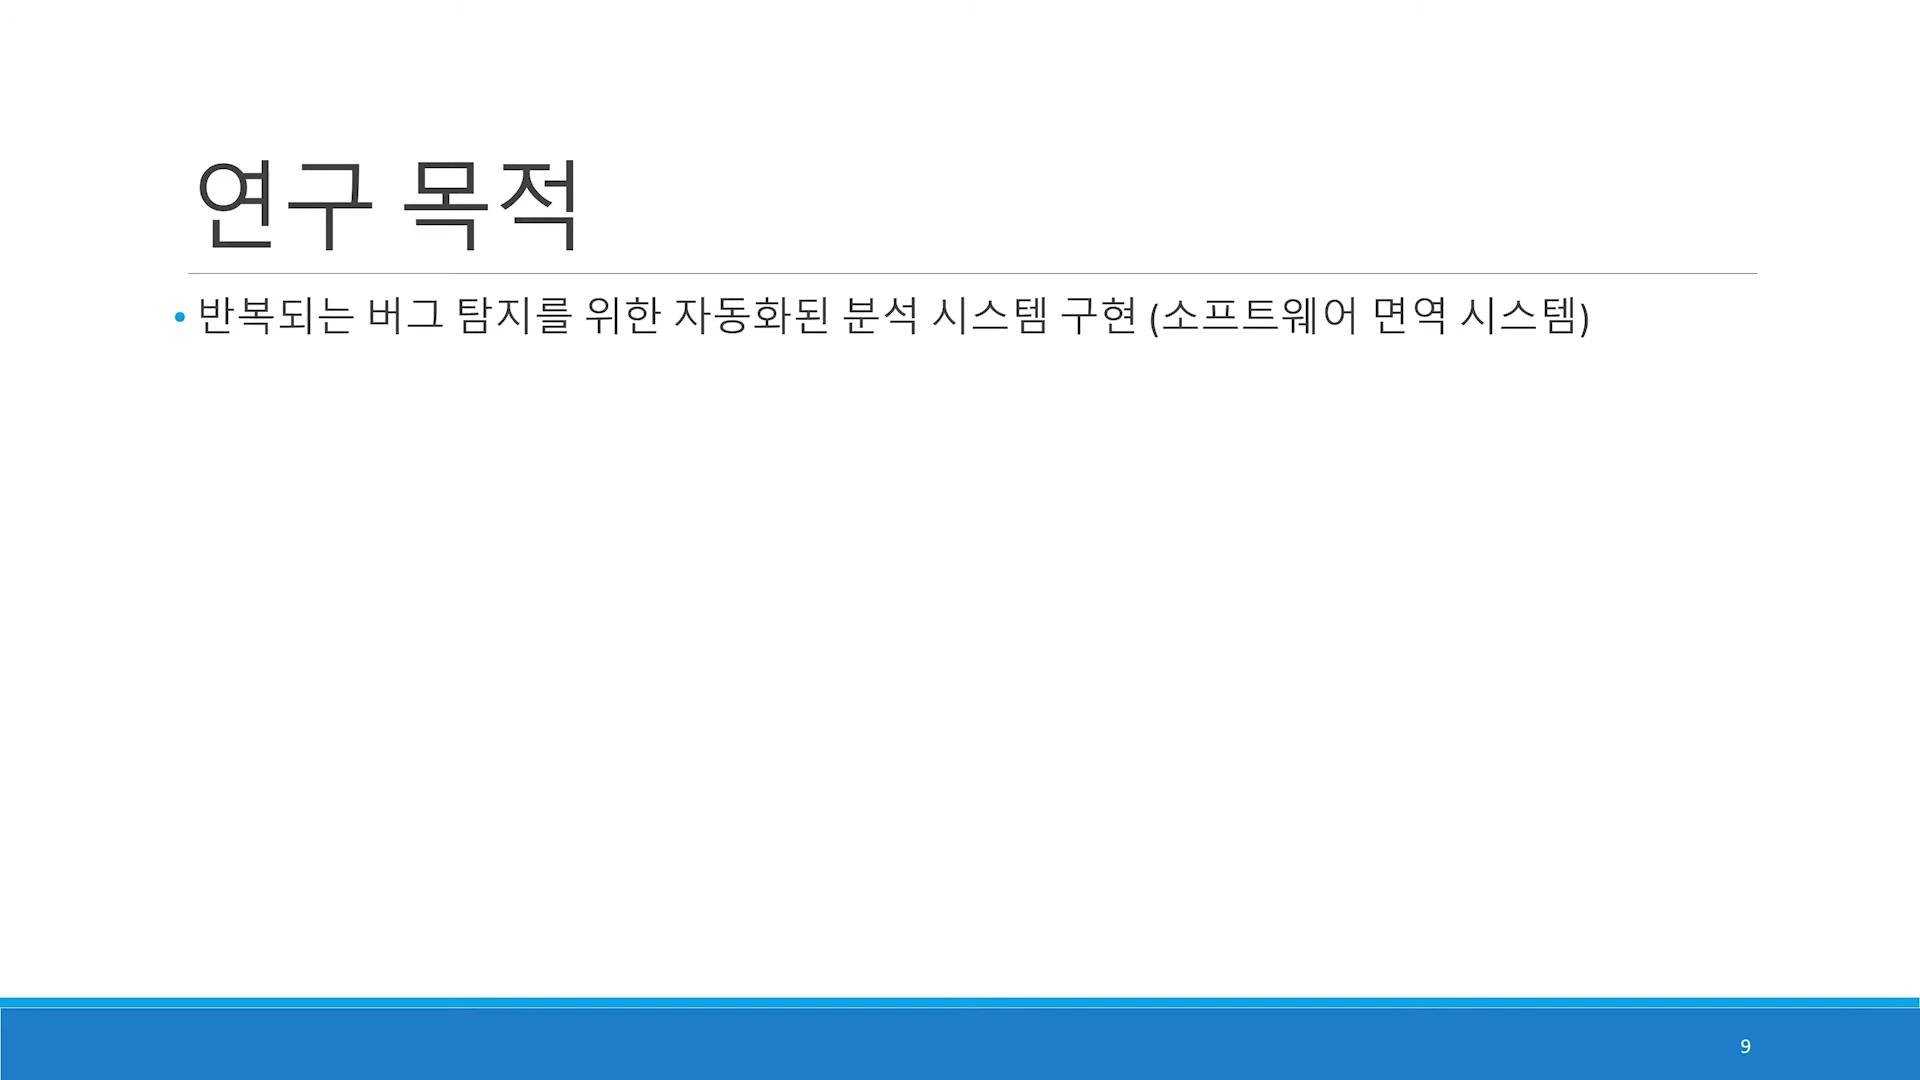 연구 목적
• 반복되는 버그 탐지를 위한 자동화된 분석 시스템 구현 (소프트웨어 면역 시스템)
9